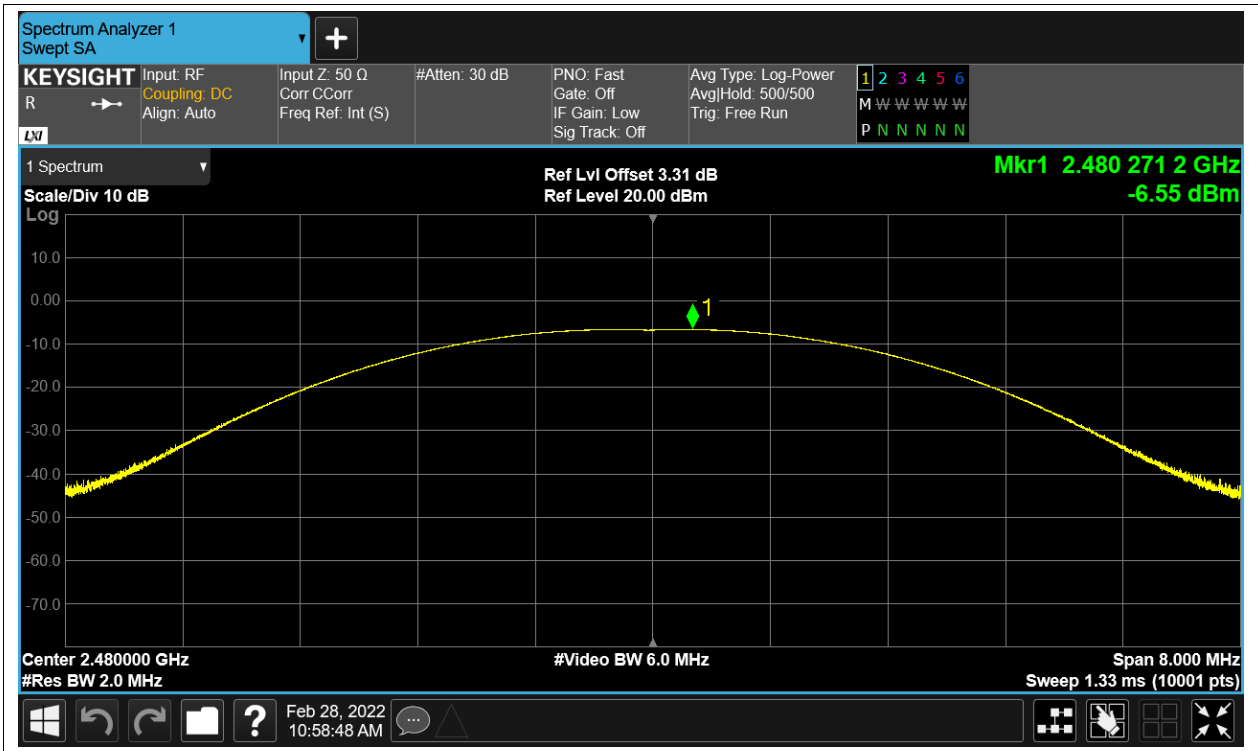 Spectrum Analyzer 1
Swept SA
KEYSIGHT
R
LXI
Input: RF
Coupling: DC
Align: Auto
Input Z: 50 Ω
Corr CCorr
Freq Ref: Int (S)
#Atten: 30 dB
PNO: Fast
Gate: Off
IF Gain: Low
Sig Track: Off
Avg Type: Log-Power
Avg|Hold: 500/500
Trig: Free Run
1 2 3 4 5 6
M W W W W W
P N N N N N
1 Spectrum
Scale/Div 10 dB
Log
Ref Lvl Offset 3.31 dB
Ref Level 20.00 dBm
Mkr1 2.480 271 2 GHz
-6.55 dBm
10.0
0.00
1
-10.0
-20.0
-30.0
-40.0
-50.0
-60.0
-70.0
Center 2.480000 GHz
#Res BW 2.0 MHz
#Video BW 6.0 MHz
Span 8.000 MHz
Sweep 1.33 ms (10001 pts)
?
Feb 28, 2022
10:58:48 AM